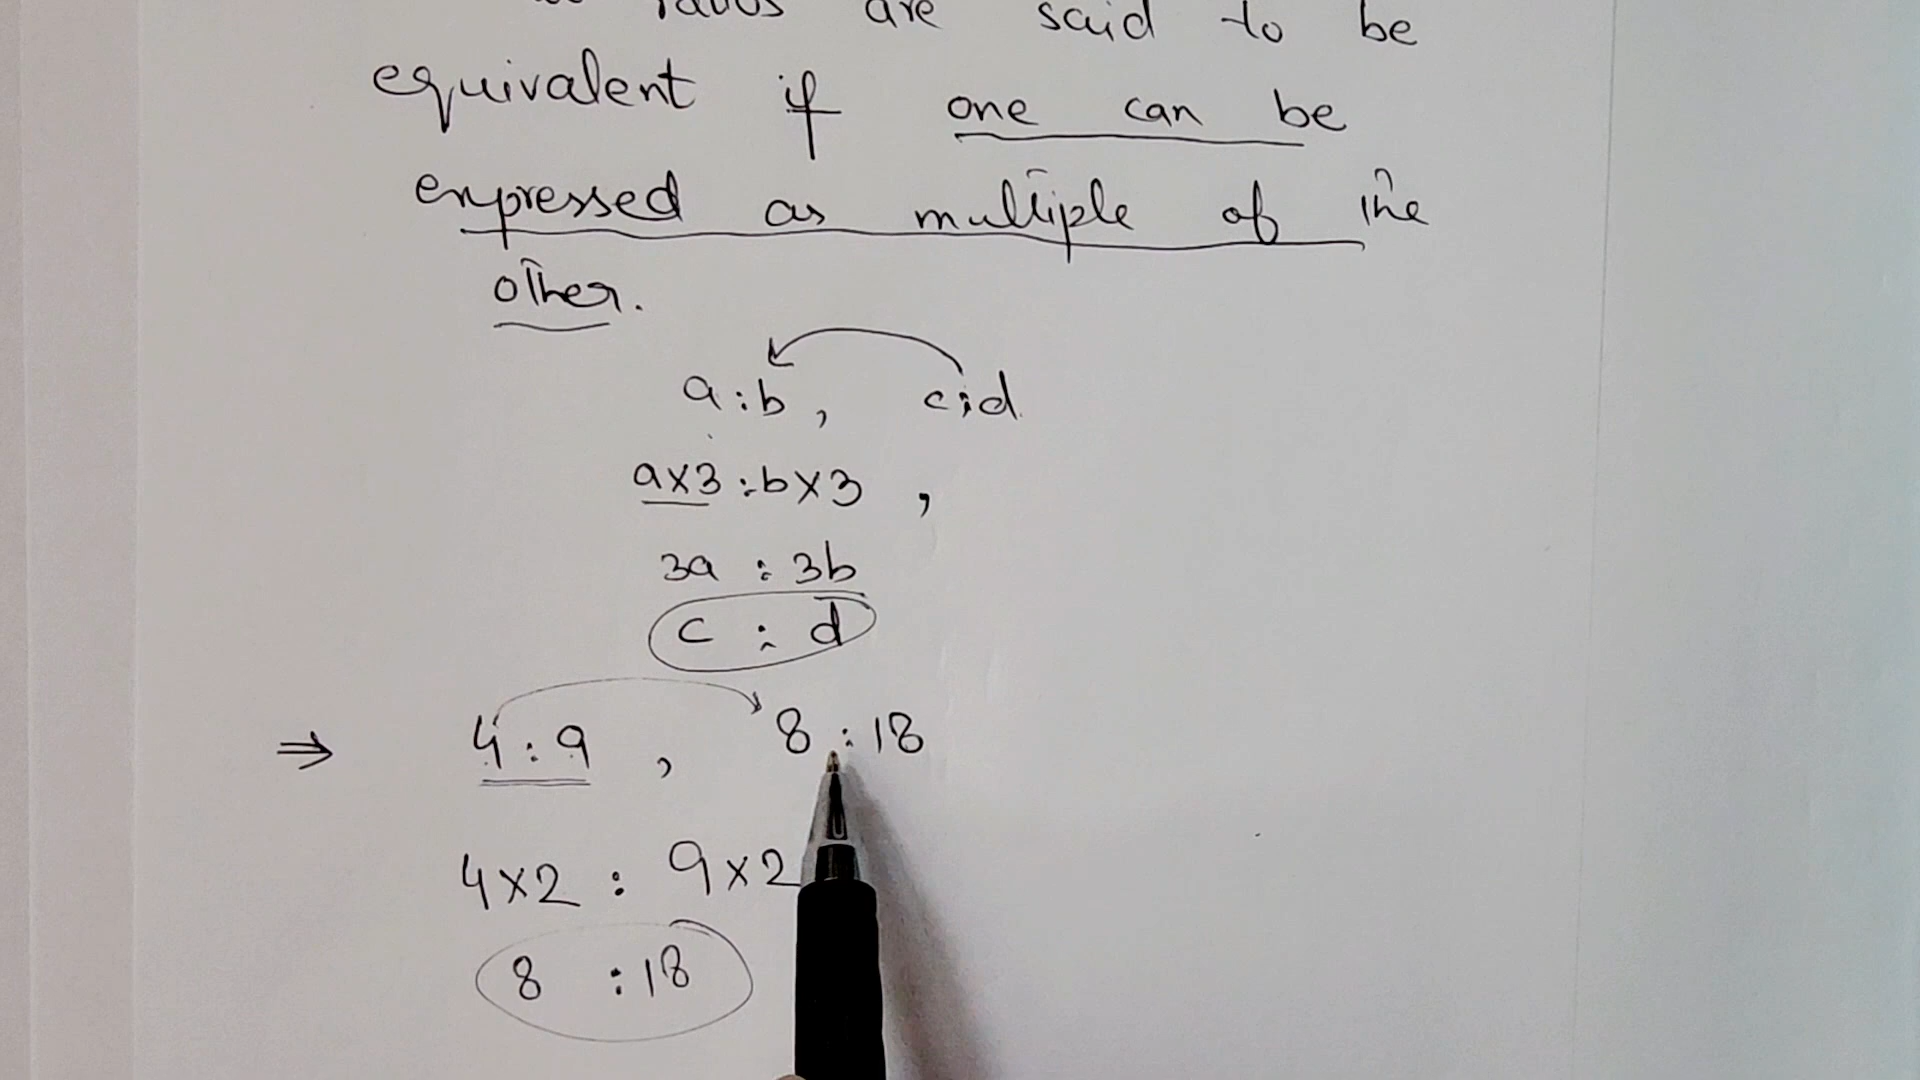 ratios are said to be
equivalent if one can be
expressed as multiple of the
other.
a:b, c:d
a×3:b×3 ,
3a : 3b
c : d
⇒ 4:9 , 8:18
4×2 : 9×2
8 :18